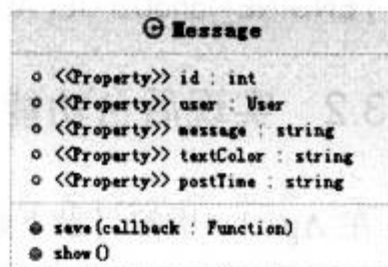 C Message
<<Property>> id : int
<<Property>> user : User
<<Property>> message : string
<<Property>> textColor : string
<<Property>> postTime : string
save(callback : Function)
show()